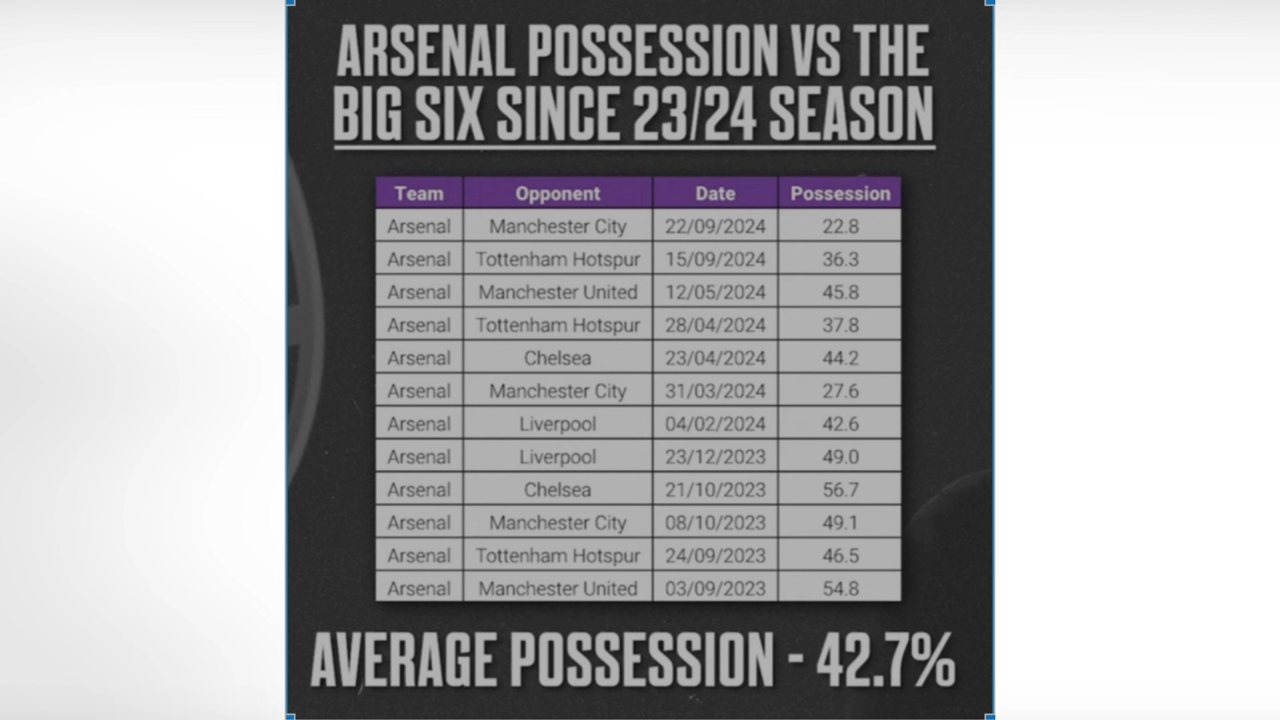 ARSENAL POSSESSION VS THE
BIG SIX SINCE 23/24 SEASON
Team Opponent Date Possession
Arsenal Manchester City 22/09/2024 22.8
Arsenal Tottenham Hotspur 15/09/2024 36.3
Arsenal Manchester United 12/05/2024 45.8
Arsenal Tottenham Hotspur 28/04/2024 37.8
Arsenal Chelsea 23/04/2024 44.2
Arsenal Manchester City 31/03/2024 27.6
Arsenal Liverpool 04/02/2024 42.6
Arsenal Liverpool 23/12/2023 49.0
Arsenal Chelsea 21/10/2023 56.7
Arsenal Manchester City 08/10/2023 49.1
Arsenal Tottenham Hotspur 24/09/2023 46.5
Arsenal Manchester United 03/09/2023 54.8
AVERAGE POSSESSION - 42.7%